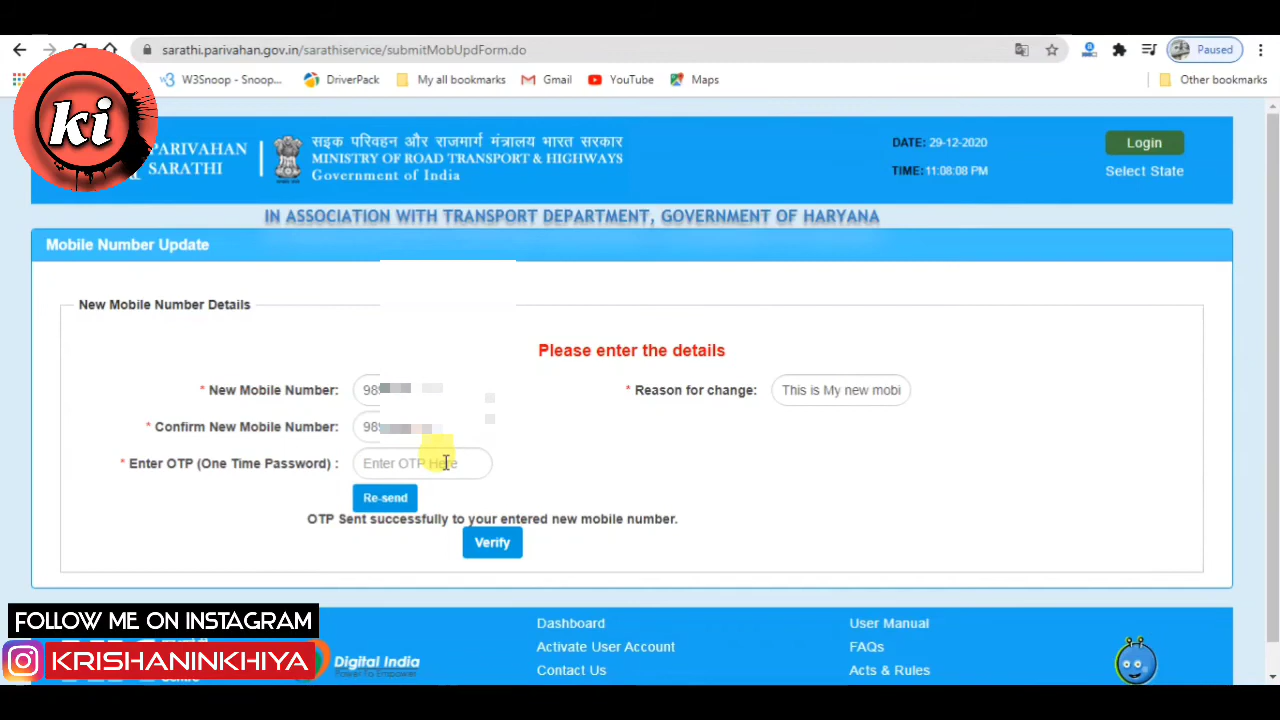 sarathi.parivahan.gov.in/sarathiservice/submitMobUpdForm.do
Paused
W3Snoop - Snoop...
DriverPack
My all bookmarks
Gmail
YouTube
Maps
Other bookmarks
ki
PARIVAHAN
SARATHI
सड़क परिवहन और राजमार्ग मंत्रालय भारत सरकार
MINISTRY OF ROAD TRANSPORT & HIGHWAYS
Government of India
DATE: 29-12-2020
TIME: 11:08:08 PM
Login
Select State
IN ASSOCIATION WITH TRANSPORT DEPARTMENT, GOVERNMENT OF HARYANA
Mobile Number Update
New Mobile Number Details
Please enter the details
* New Mobile Number: 98
* Reason for change: This is My new mobi
* Confirm New Mobile Number: 98
* Enter OTP (One Time Password) : Enter OTP Here
Re-send
OTP Sent successfully to your entered new mobile number.
Verify
FOLLOW ME ON INSTAGRAM
KRISHANINKHIYA
Digital India
Power To Empower
Dashboard
Activate User Account
Contact Us
User Manual
FAQs
Acts & Rules